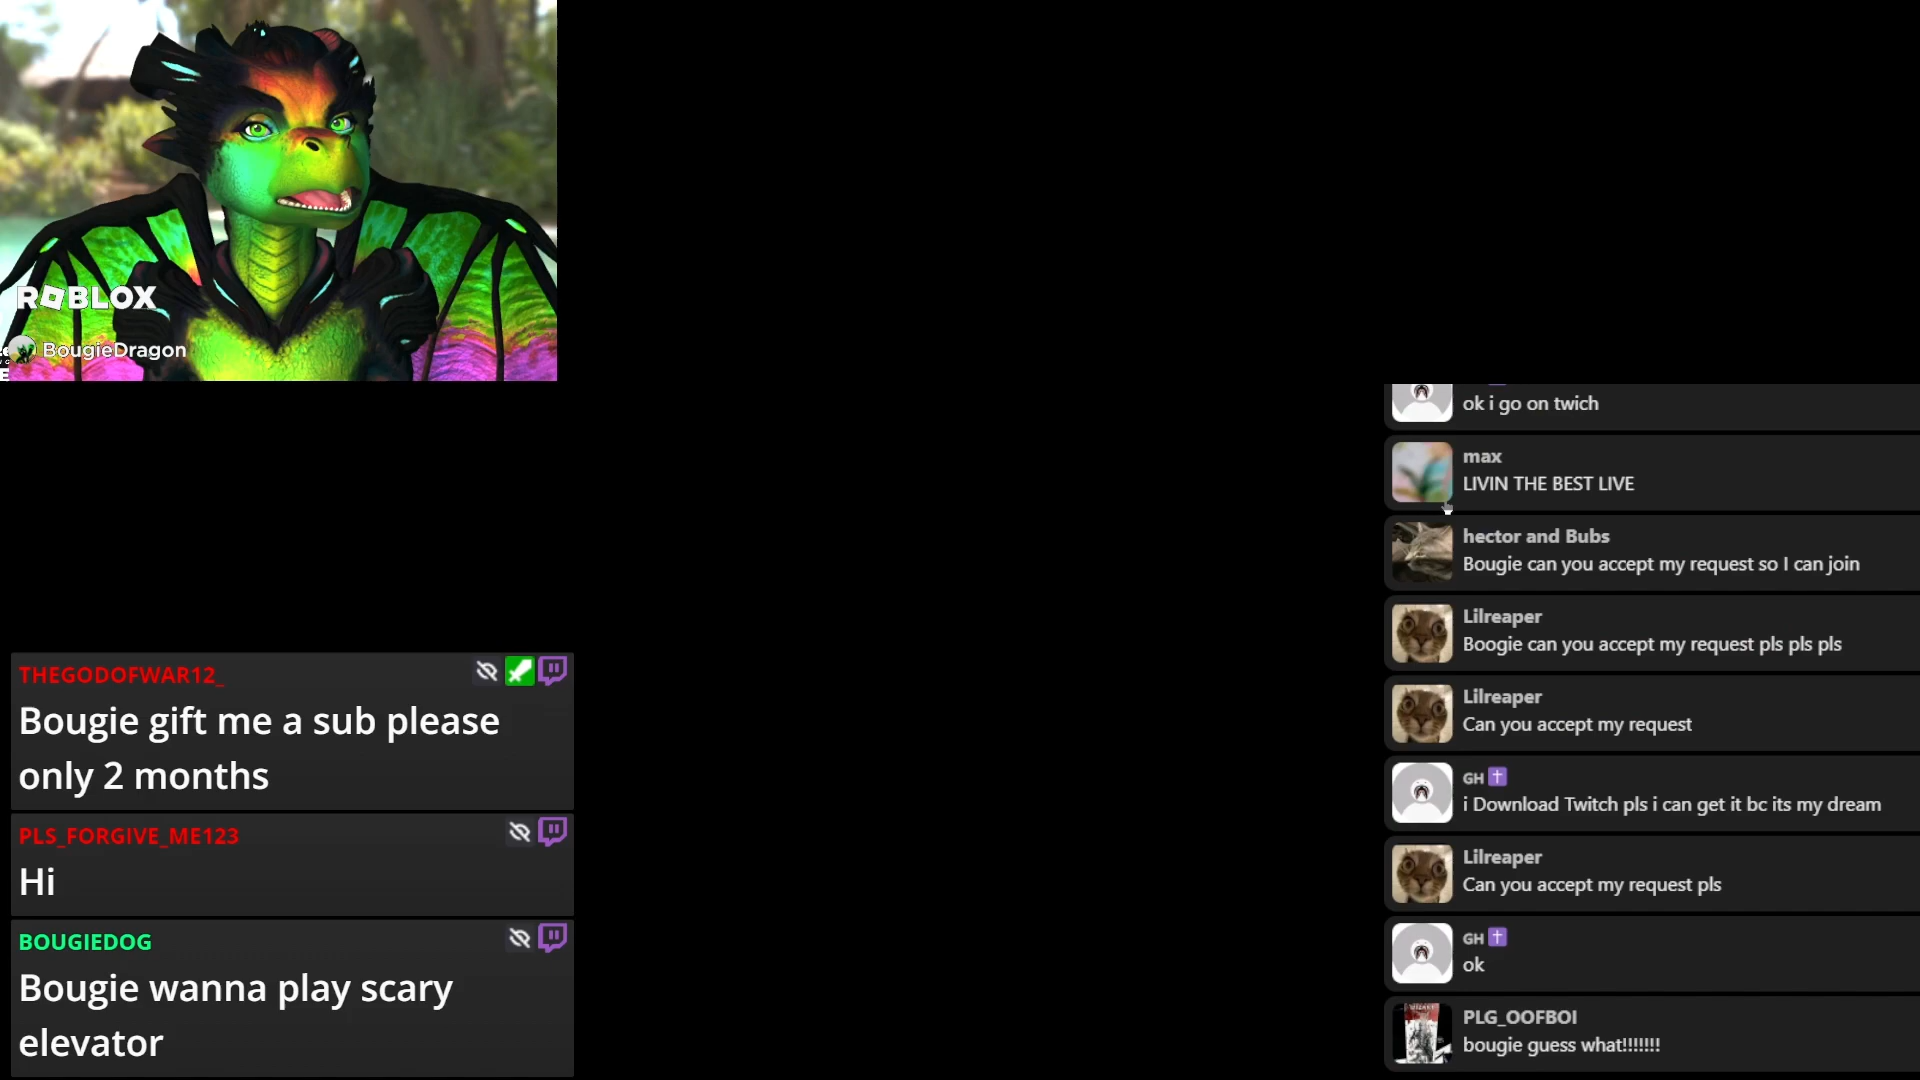 ROBLOX
BougieDragon
THEGODOFWAR12_
Bougie gift me a sub please
only 2 months
PLS_FORGIVE_ME123
Hi
BOUGIEDOG
Bougie wanna play scary
elevator
ok i go on twich
max
LIVIN THE BEST LIVE
hector and Bubs
Bougie can you accept my request so I can join
Lilreaper
Boogie can you accept my request pls pls pls
Lilreaper
Can you accept my request
GH✝️
i Download Twitch pls i can get it bc its my dream
Lilreaper
Can you accept my request pls
GH✝️
ok
PLG_OOFBOI
bougie guess what!!!!!!!